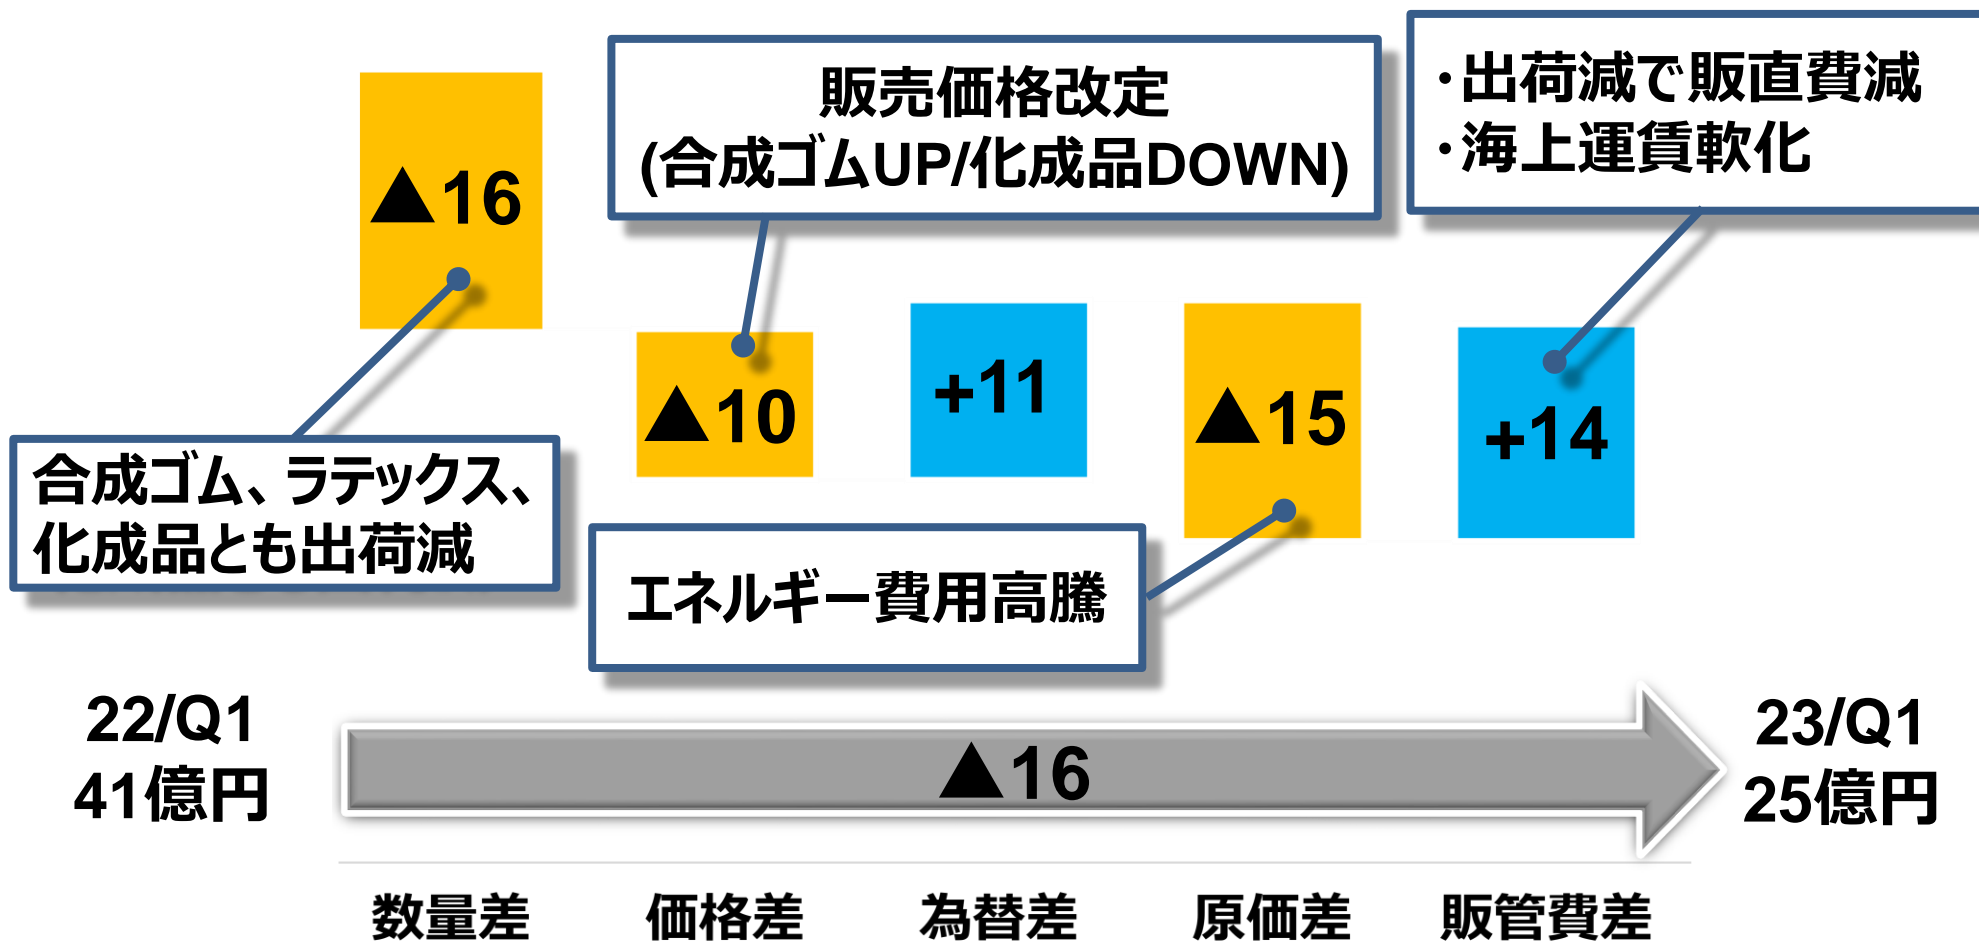 販売価格改定
(合成ゴムUP/化成品DOWN)
・出荷減で販直費減
・海上運賃軟化
▲16
▲10
+11
▲15
+14
合成ゴム、ラテックス、
化成品とも出荷減
エネルギー費用高騰
22/Q1
41億円
▲16
23/Q1
25億円
数量差
価格差
為替差
原価差
販管費差